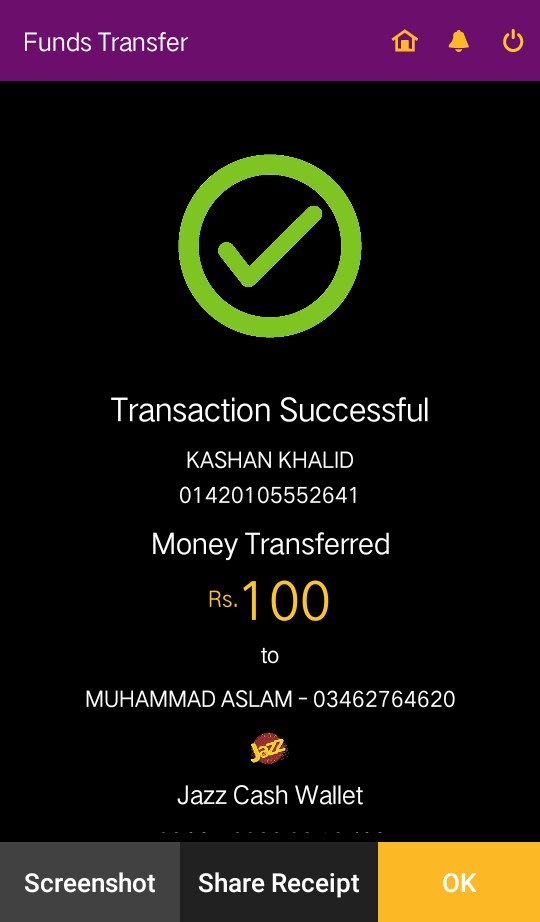 Funds Transfer
Transaction Successful
KASHAN KHALID
01420105552641
Money Transferred
Rs.100
to
MUHAMMAD ASLAM - 03462764620
Jazz
Jazz Cash Wallet
Screenshot
Share Receipt
OK